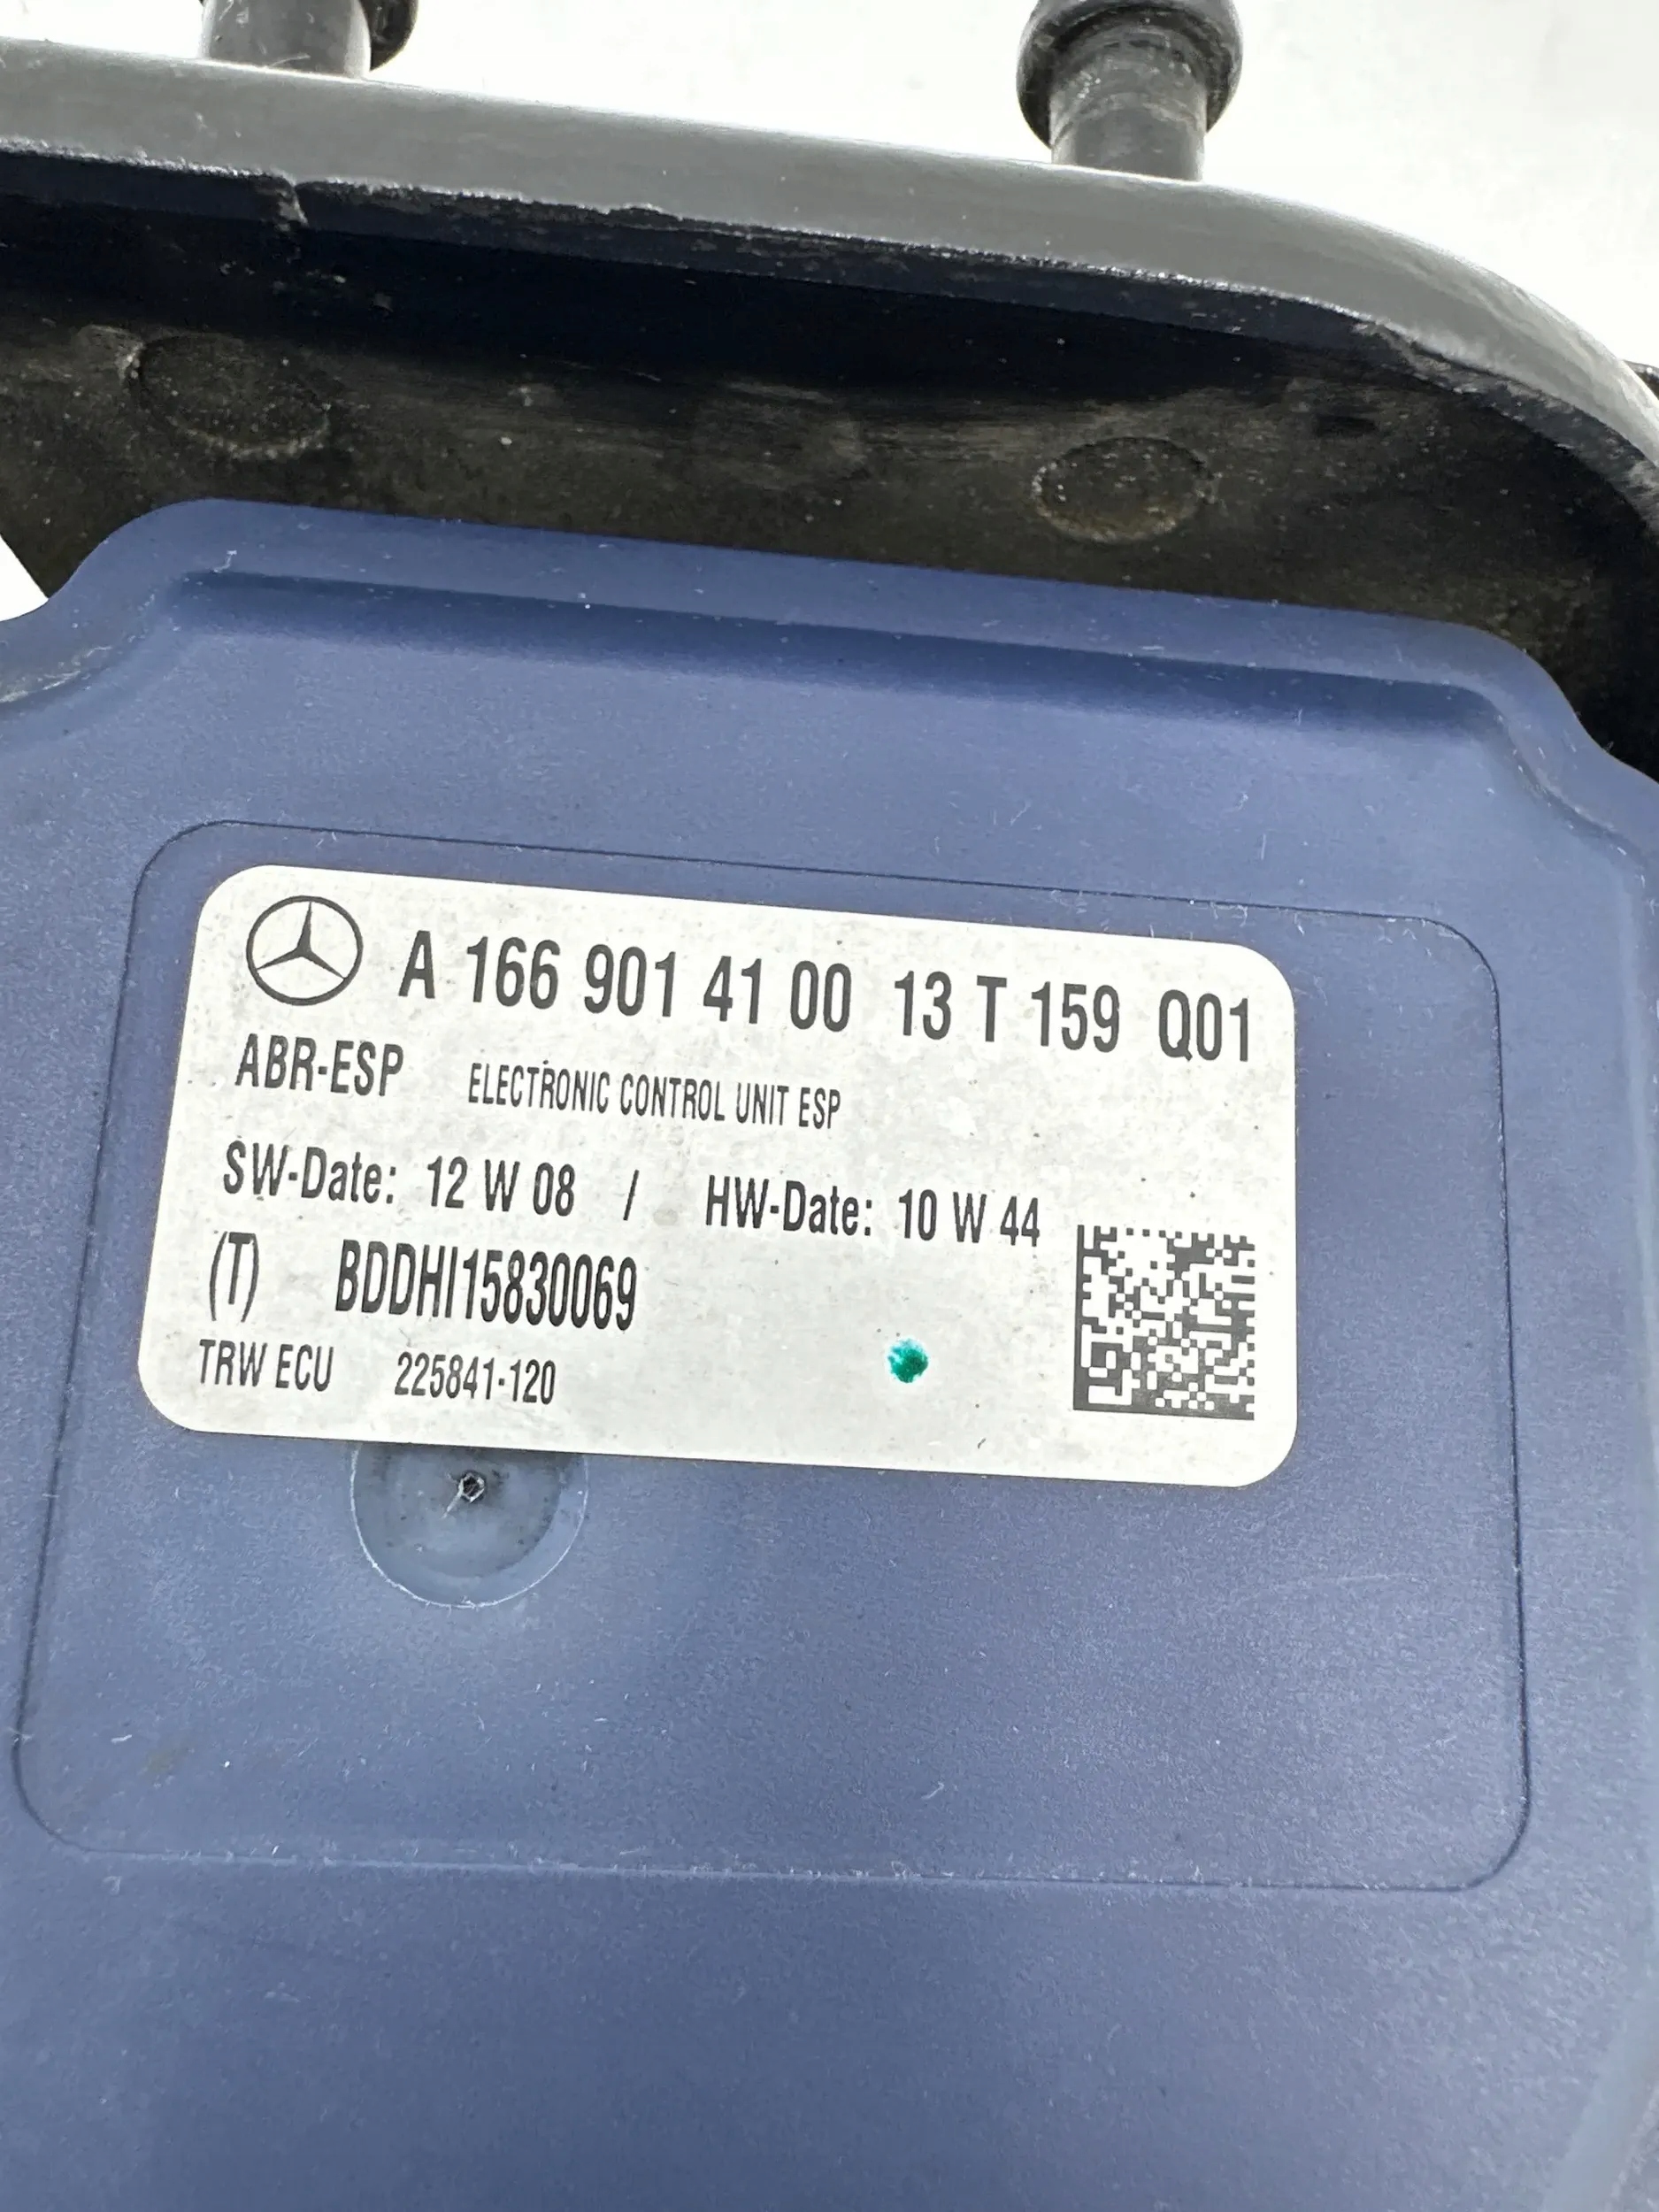 A 166 901 41 00 13 T 159 Q01
ABR-ESP ELECTRONIC CONTROL UNIT ESP
SW-Date: 12 W 08 / HW-Date: 10 W 44
(T) BDDHI15830069
TRW ECU 225841-120